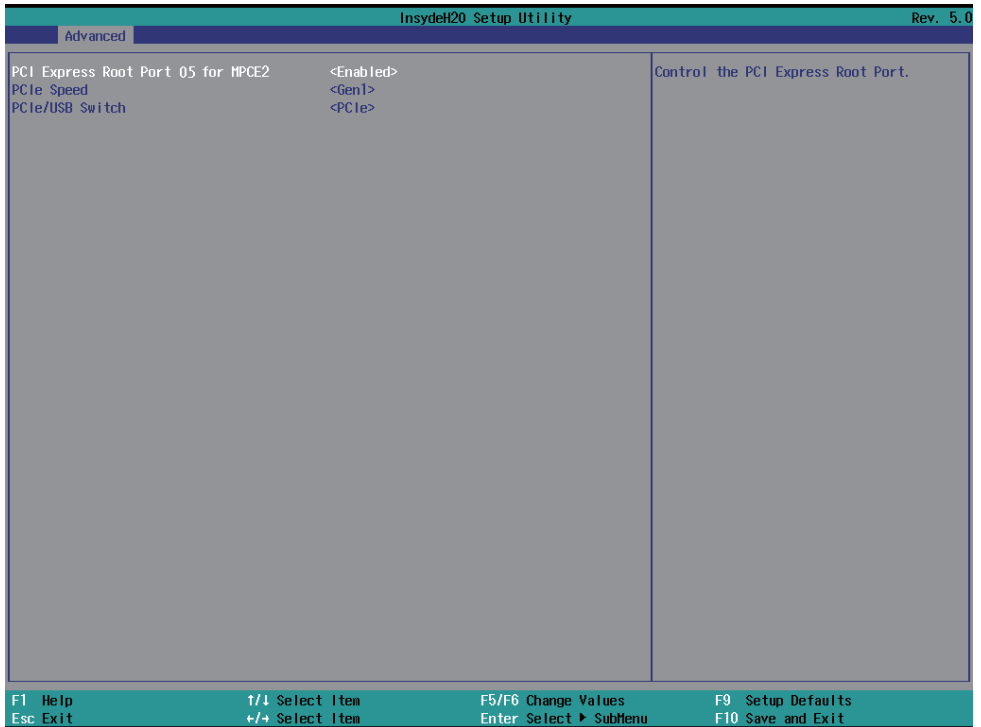 InsydeH20 Setup Utility Rev. 5.0
Advanced
PCI Express Root Port 05 for MPCE2 <Enabled>
PCIe Speed <Gen1>
PCIe/USB Switch <PCIe>
Control the PCI Express Root Port.
F1 Help ↑/↓ Select Item F5/F6 Change Values F9 Setup Defaults
Esc Exit ←/→ Select Item Enter Select ▶ SubMenu F10 Save and Exit